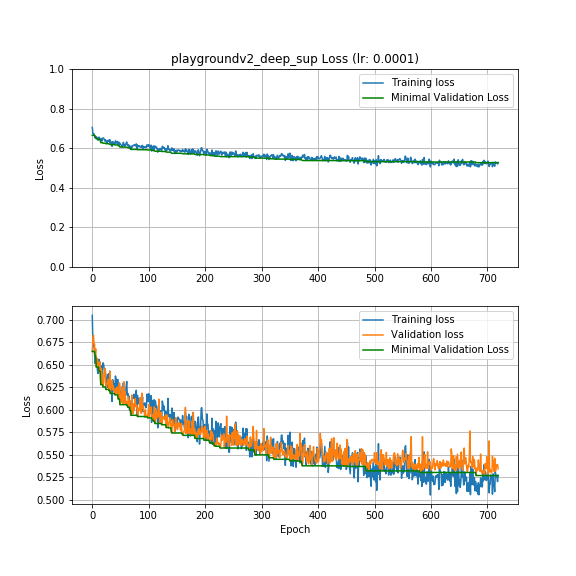 playgroundv2_deep_sup Loss (lr: 0.0001)
1.0
0.8
0.6
0.4
0.2
0.0
Loss
Training loss
Minimal Validation Loss
0 100 200 300 400 500 600 700
0.700
0.675
0.650
0.625
0.600
0.575
0.550
0.525
0.500
Loss
Training loss
Validation loss
Minimal Validation Loss
0 100 200 300 400 500 600 700
Epoch